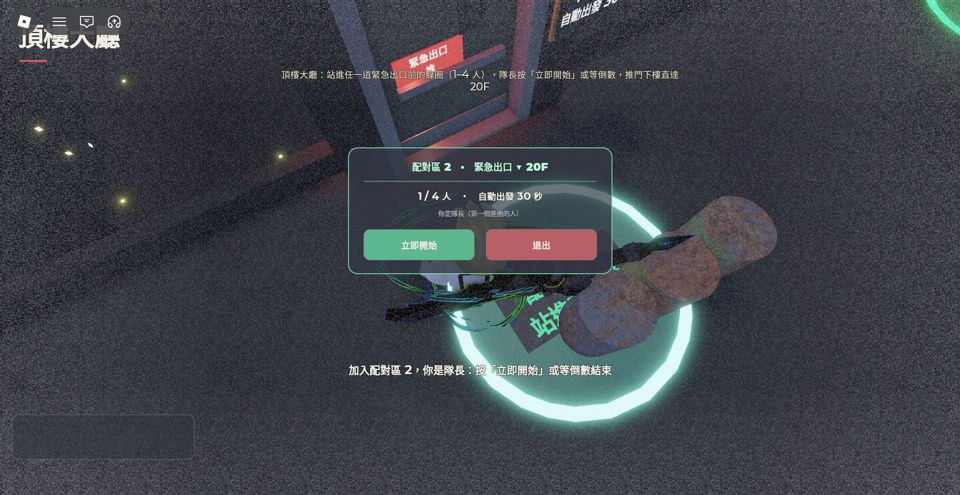 頂樓大廳
緊急出口
自動出發 30
頂樓大廳：站進任一道緊急出口前的綠圈（1–4 人），隊長按「立即開始」或等倒數，推門下樓直達
20F
配對區 2 • 緊急出口 ▼ 20F
1 / 4 人 • 自動出發 30 秒
你是隊長（第一個進圈的人）
立即開始
退出
站進
加入配對區 2，你是隊長：按「立即開始」或等倒數結束